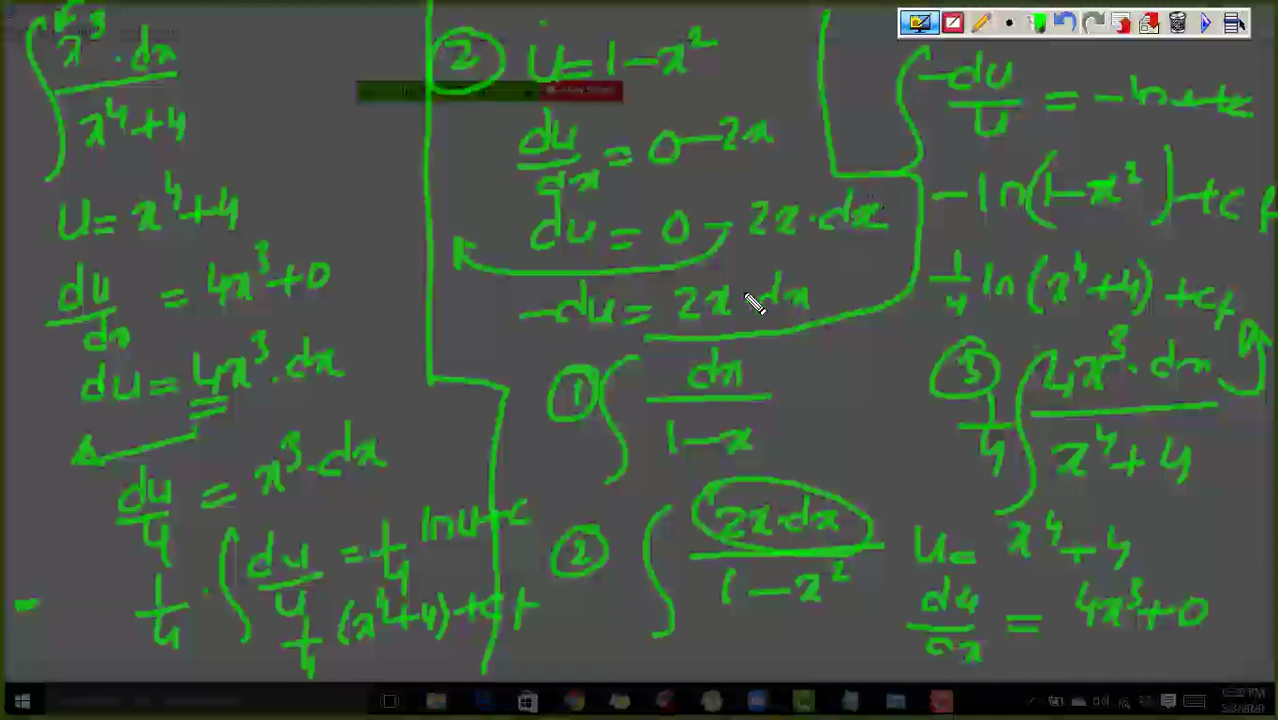 ∫ x³ · dx / x⁴+4
u = x⁴+4
du/dx = 4x³+0
du = 4x³ · dx
du/4 = x³ · dx
1/4 · ∫ du/u = 1/4 ln u + c
1/4 (x⁴+4) + c
② u = 1 - x²
du/dx = 0 - 2x
du = 0 - 2x · dx
-du = 2x · dx
① ∫ dx / 1 - x
② ∫ 2x · dx / 1 - x²
∫ -du/u = - ln u + c
- ln (1 - x²) + c
1/4 ln (x⁴+4) + c
③ 1/4 ∫ 4x³ · dx / x⁴+4
u = x⁴+4
du/dx = 4x³+0